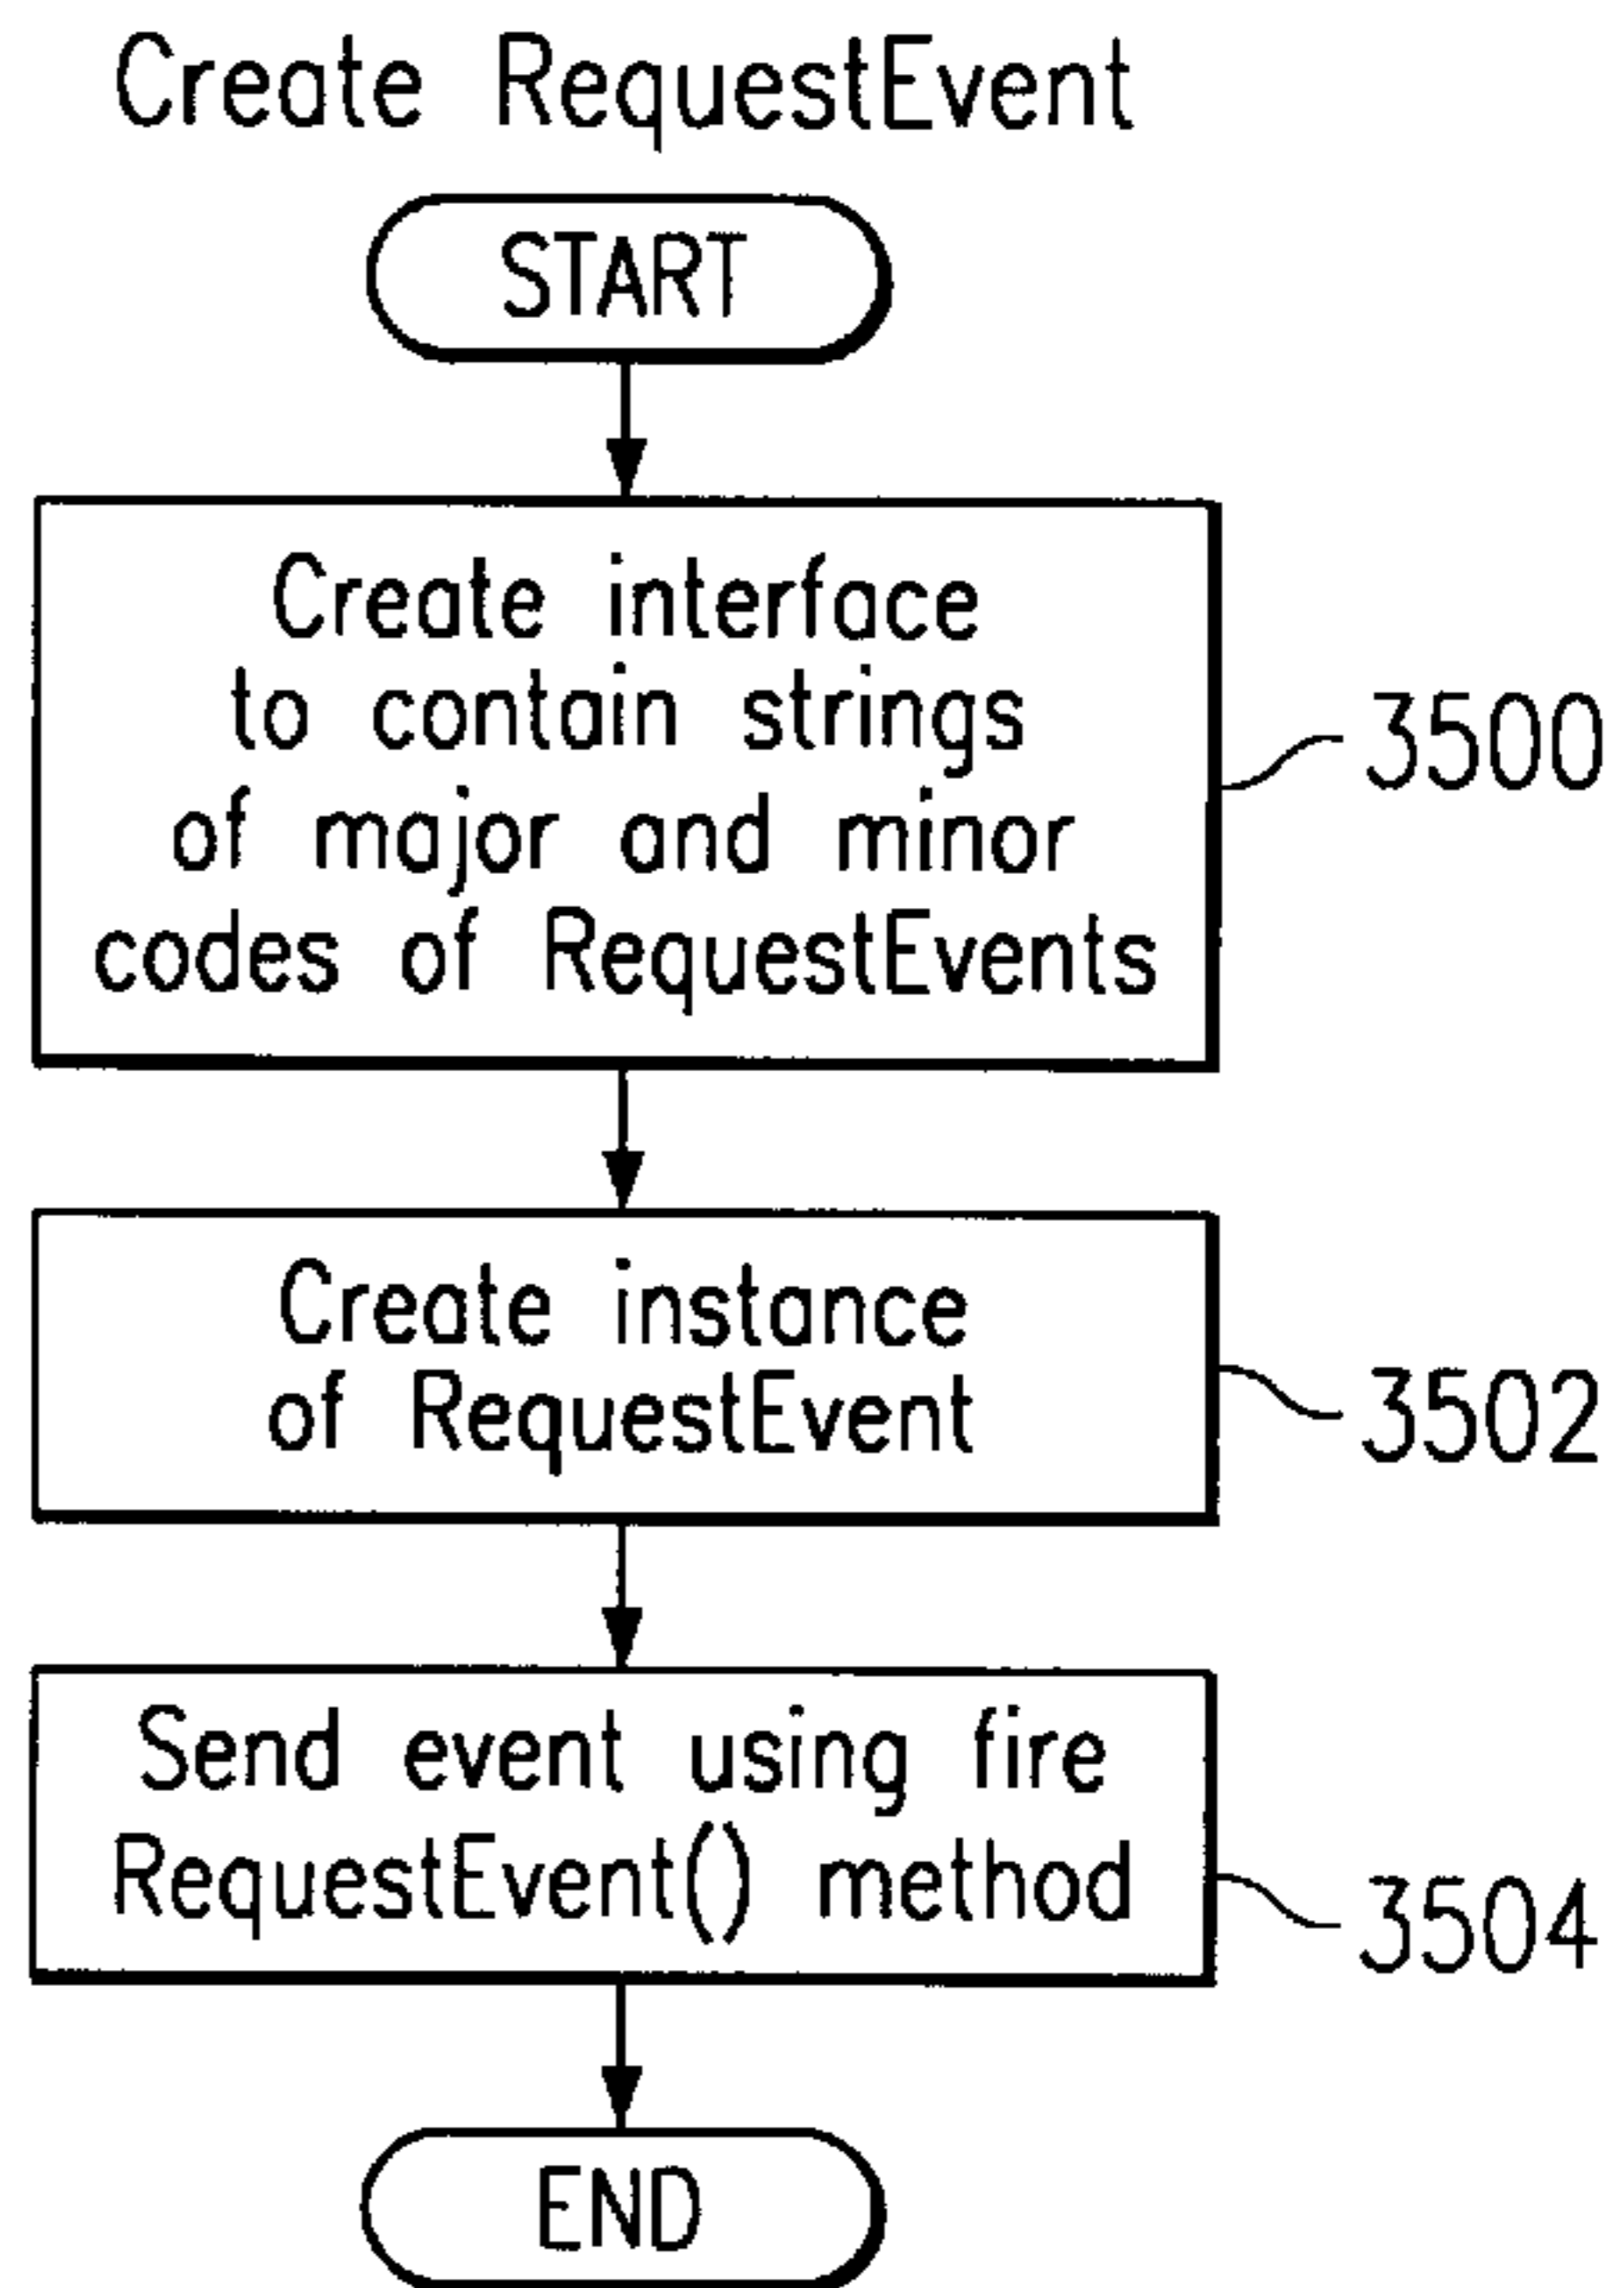 Create RequestEvent
START
Create interface
to contain strings
of major and minor
codes of RequestEvents
3500
Create instance
of RequestEvent
3502
Send event using fire
RequestEvent() method
3504
END